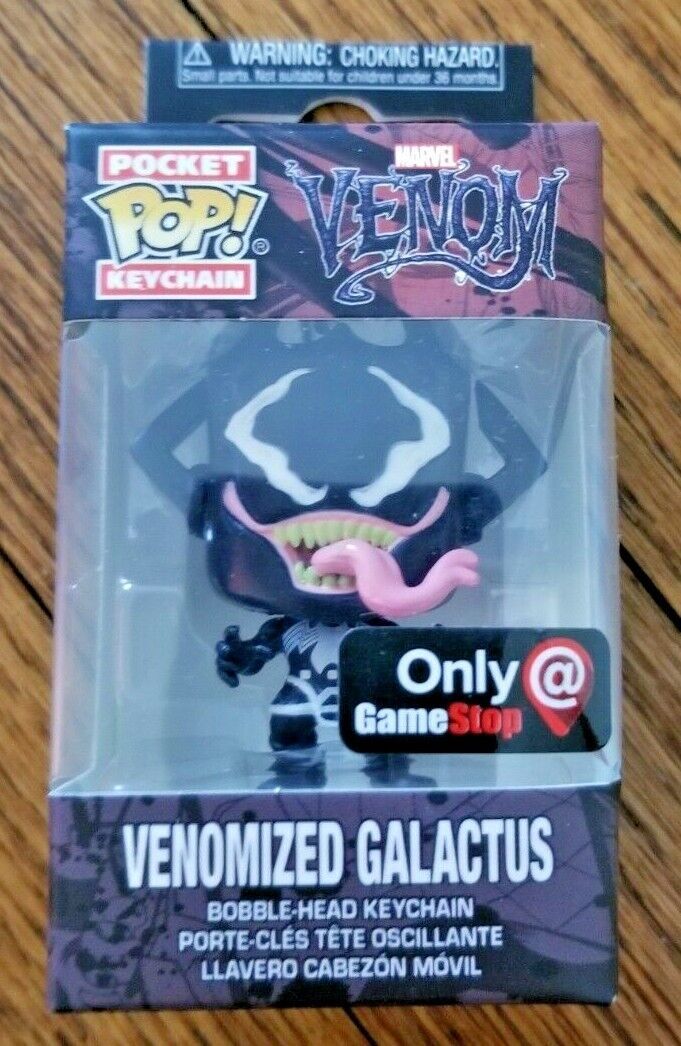 WARNING: CHOKING HAZARD.
Small parts. Not suitable for children under 36 months.
POCKET
POP!®
KEYCHAIN
MARVEL
VENOM
Only @
GameStop
VENOMIZED GALACTUS
BOBBLE-HEAD KEYCHAIN
PORTE-CLÉS TÊTE OSCILLANTE
LLAVERO CABEZÓN MÓVIL